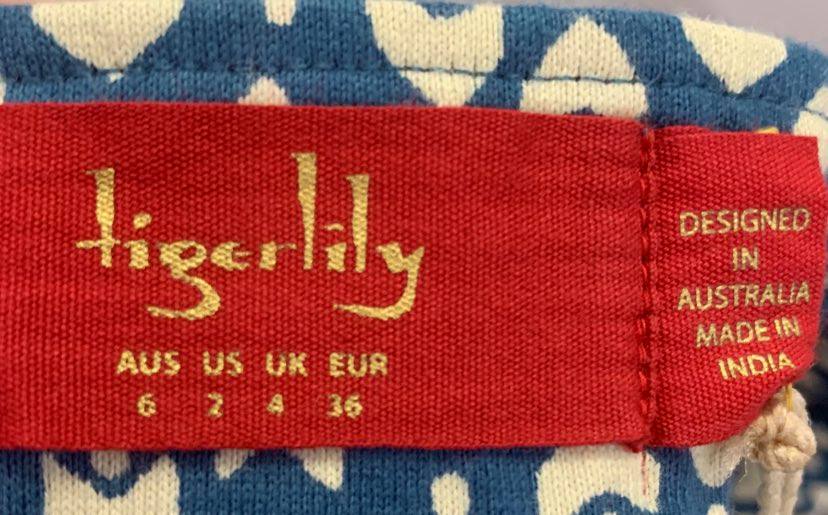 tigerlily
AUS US UK EUR
6 2 4 36
DESIGNED
IN
AUSTRALIA
MADE IN
INDIA